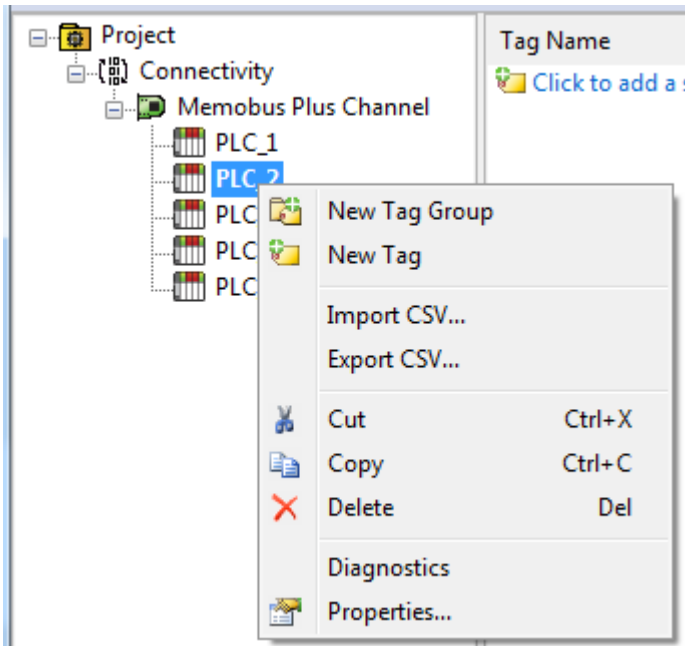 Project
Connectivity
Memobus Plus Channel
PLC_1
PLC_2
PLC
PLC
PLC
Tag Name
Click to add a
New Tag Group
New Tag
Import CSV...
Export CSV...
Cut Ctrl+X
Copy Ctrl+C
Delete Del
Diagnostics
Properties...